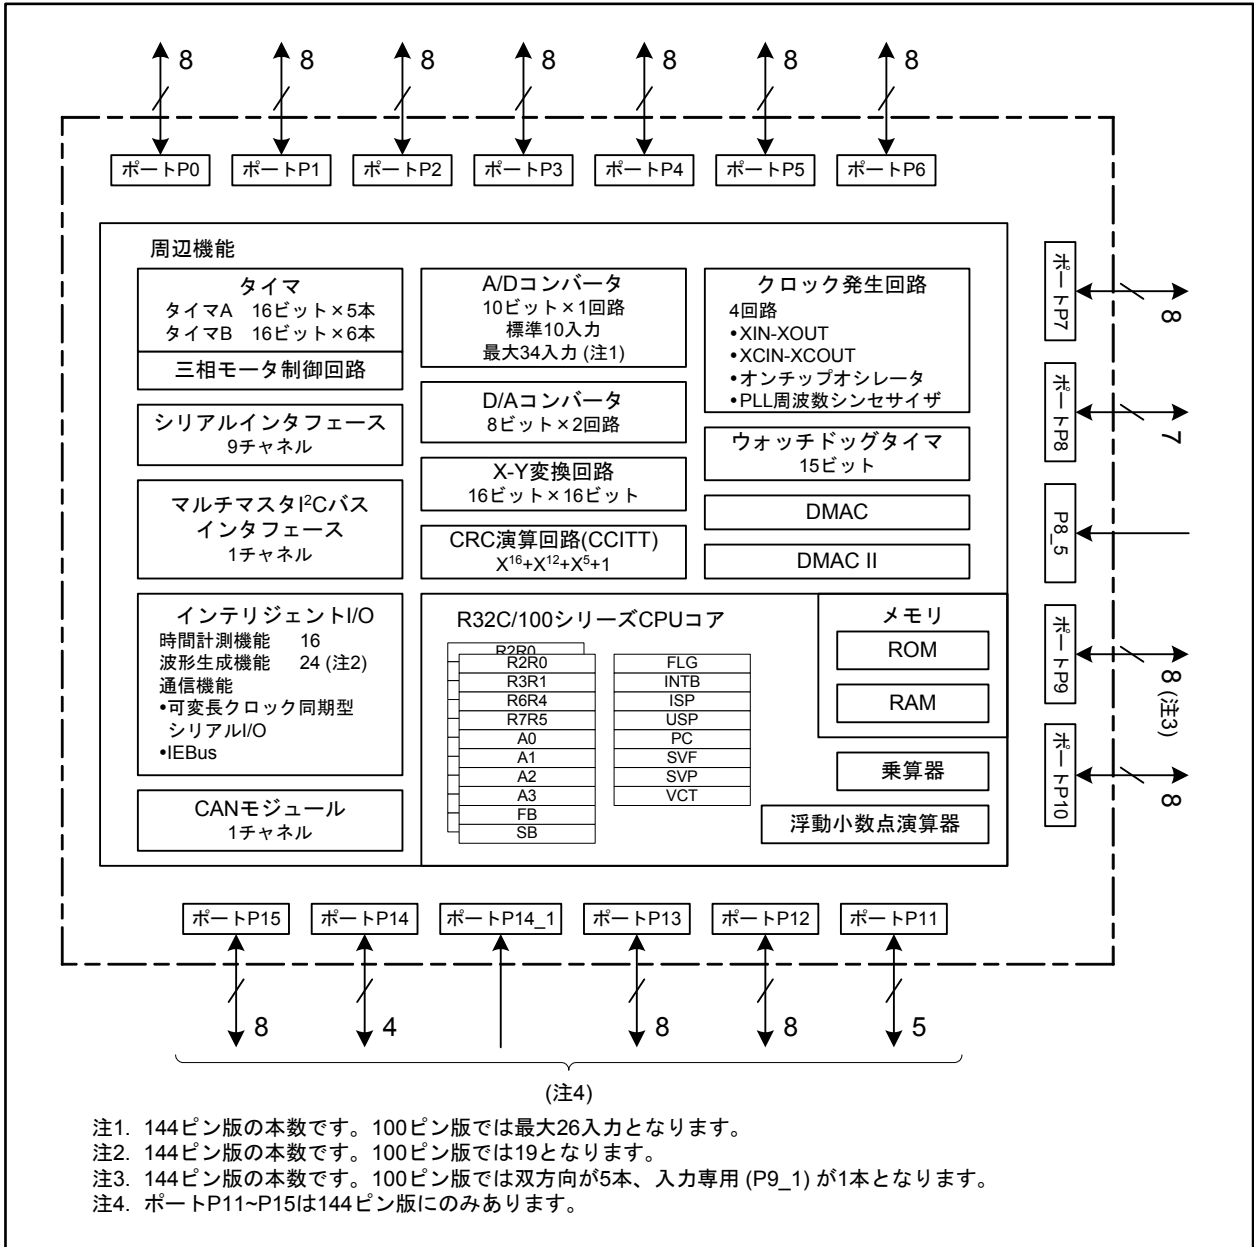 8
8
8
8
8
8
8
ポートP0
ポートP1
ポートP2
ポートP3
ポートP4
ポートP5
ポートP6
周辺機能
タイマ
タイマA 16ビット×5本
タイマB 16ビット×6本
三相モータ制御回路
シリアルインタフェース
9チャネル
マルチマスタI²Cバス
インタフェース
1チャネル
インテリジェントI/O
時間計測機能 16
波形生成機能 24 (注2)
通信機能
•可変長クロック同期型
シリアルI/O
•IEBus
CANモジュール
1チャネル
A/Dコンバータ
10ビット×1回路
標準10入力
最大34入力 (注1)
D/Aコンバータ
8ビット×2回路
X-Y変換回路
16ビット×16ビット
CRC演算回路(CCITT)
X¹⁶+X¹²+X⁵+1
クロック発生回路
4回路
•XIN-XOUT
•XCIN-XCOUT
•オンチップオシレータ
•PLL周波数シンセサイザ
ウォッチドッグタイマ
15ビット
DMAC
DMAC II
R32C/100シリーズCPUコア
R2R0
R2R0
R3R1
R6R4
R7R5
A0
A1
A2
A3
FB
SB
FLG
INTB
ISP
USP
PC
SVF
SVP
VCT
メモリ
ROM
RAM
乗算器
浮動小数点演算器
ポートP7
8
ポートP8
7
P8_5
ポートP9
8 (注3)
ポートP10
8
ポートP15
ポートP14
ポートP14_1
ポートP13
ポートP12
ポートP11
8
4
8
8
5
(注4)
注1. 144ピン版の本数です。100ピン版では最大26入力となります。
注2. 144ピン版の本数です。100ピン版では19となります。
注3. 144ピン版の本数です。100ピン版では双方向が5本、入力専用 (P9_1) が1本となります。
注4. ポートP11~P15は144ピン版にのみあります。